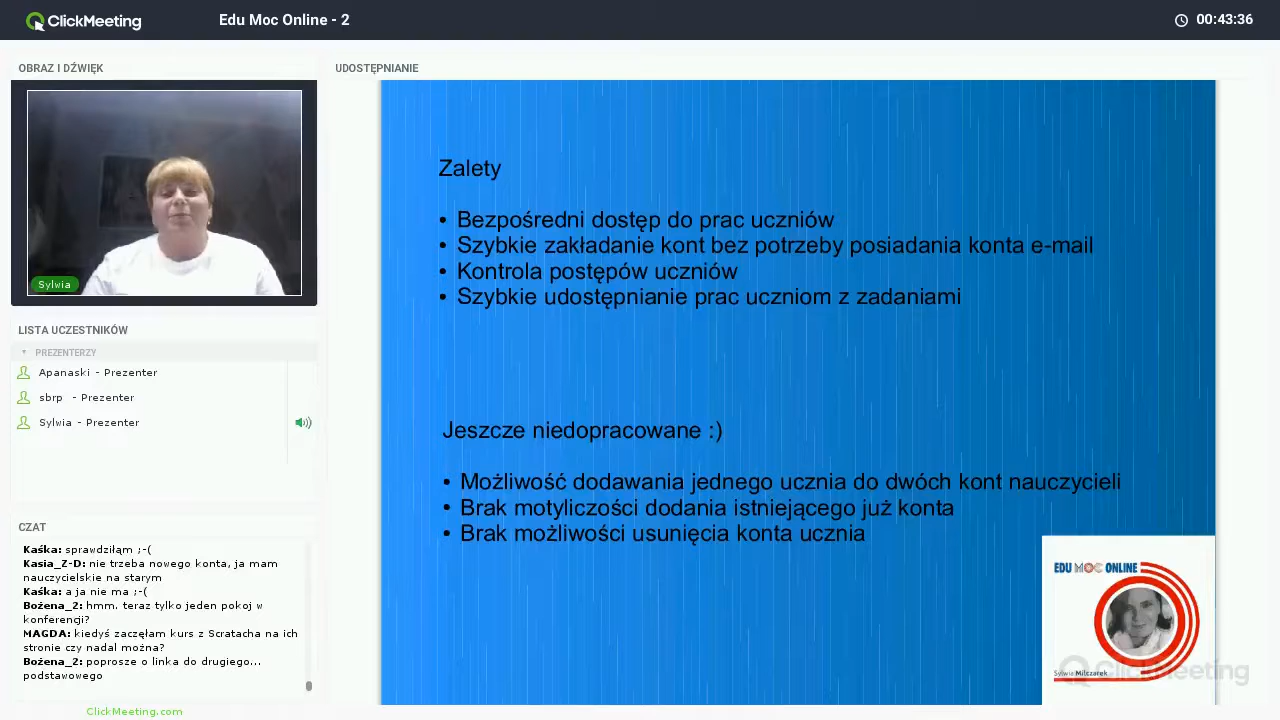 ClickMeeting
Edu Moc Online - 2
00:43:36
OBRAZ I DŹWIĘK
UDOSTĘPNIANIE
Sylwia
LISTA UCZESTNIKÓW
PREZENTERZY
Apanaski - Prezenter
sbrp - Prezenter
Sylwia - Prezenter
CZAT
Kaśka: sprawdziłąm ;-(
Kasia_Z-D: nie trzeba nowego konta, ja mam
nauczycielskie na starym
Kaśka: a ja nie ma ;-(
Bożena_2: hmm. teraz tylko jeden pokoj w
konferencji?
MAGDA: kiedyś zaczęłam kurs z Scratacha na ich
stronie czy nadal można?
Bożena_2: poprosze o linka do drugiego...
podstawowego
ClickMeeting.com
Zalety
• Bezpośredni dostęp do prac uczniów
• Szybkie zakładanie kont bez potrzeby posiadania konta e-mail
• Kontrola postępów uczniów
• Szybkie udostępnianie prac uczniom z zadaniami
Jeszcze niedopracowane :)
• Możliwość dodawania jednego ucznia do dwóch kont nauczycieli
• Brak motyliczości dodania istniejącego już konta
• Brak możliwości usunięcia konta ucznia
EDU MOC ONLINE
Sylwia Milczarek
ClickMeeting